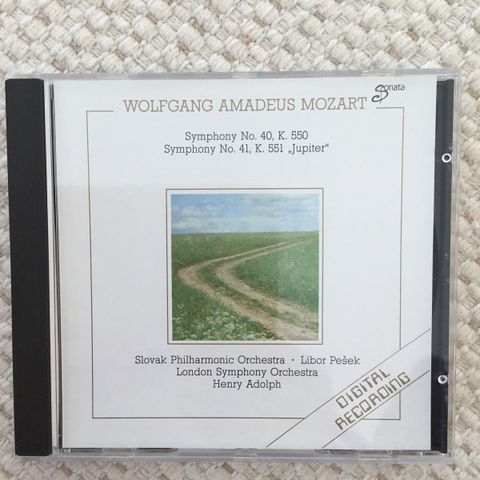 Sonata
WOLFGANG AMADEUS MOZART
Symphony No. 40, K. 550
Symphony No. 41, K. 551 „Jupiter“
Slovak Philharmonic Orchestra · Libor Pešek
London Symphony Orchestra
Henry Adolph
DIGITAL
RECORDING